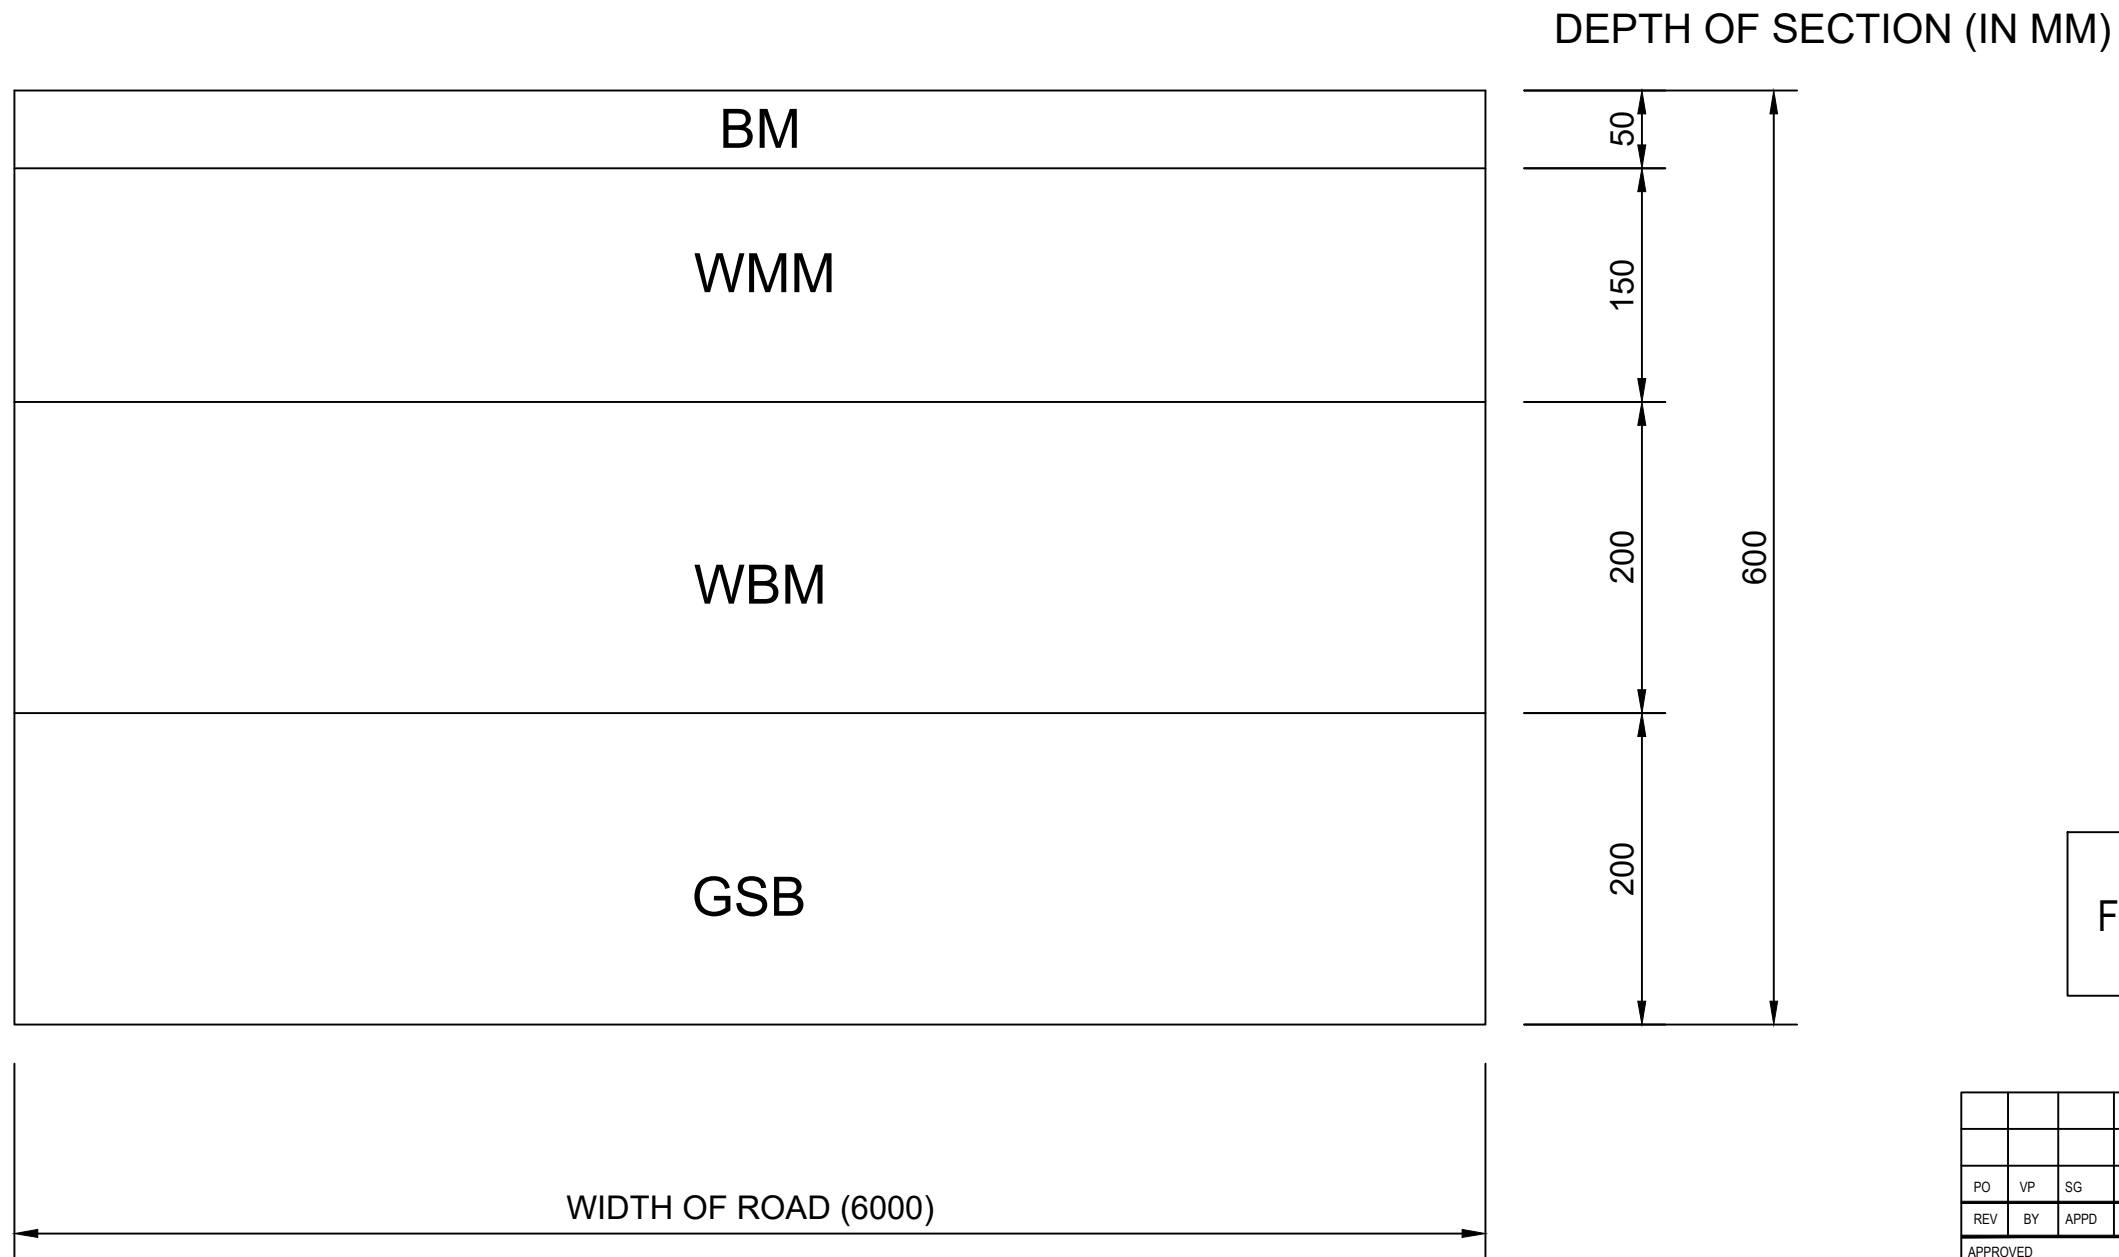 DEPTH OF SECTION (IN MM)
BM
50
WMM
150
WBM
200
600
GSB
200
F
WIDTH OF ROAD (6000)
PO VP SG
REV BY APPD
APPROVED